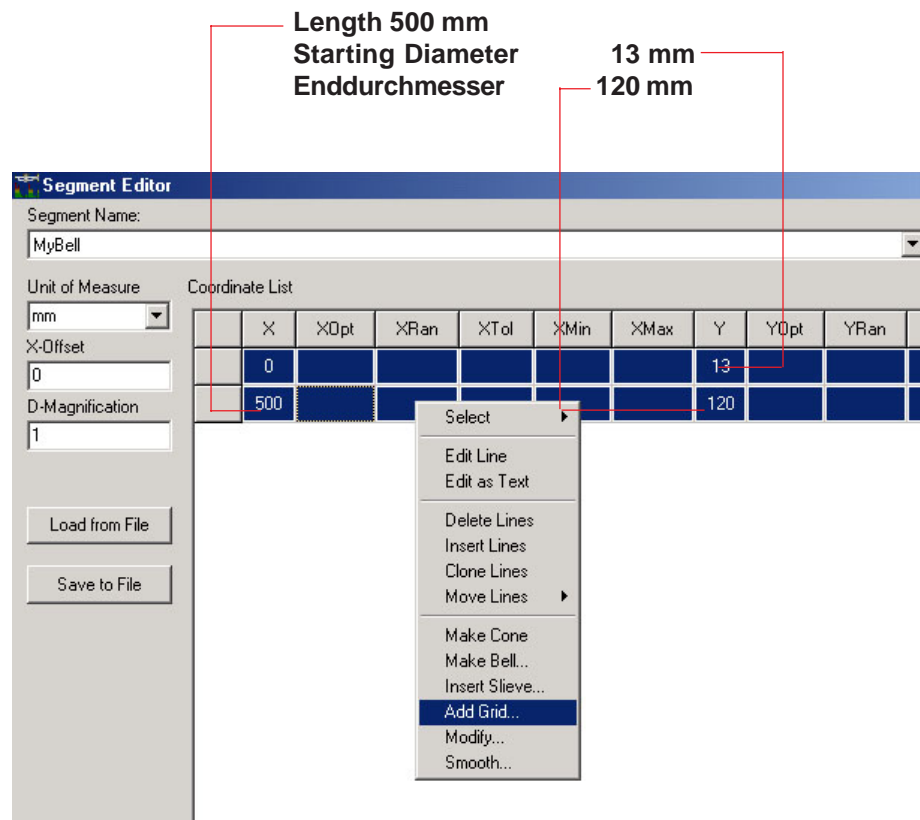 Length 500 mm
Starting Diameter 13 mm
Enddurchmesser 120 mm
Segment Editor
Segment Name:
MyBell
Unit of Measure
mm
X-Offset
0
D-Magnification
1
Load from File
Save to File
Coordinate List
X XOpt XRan XTol XMin XMax Y YOpt YRan
0 13
500 120
Select
Edit Line
Edit as Text
Delete Lines
Insert Lines
Clone Lines
Move Lines
Make Cone
Make Bell...
Insert Slieve...
Add Grid...
Modify...
Smooth...